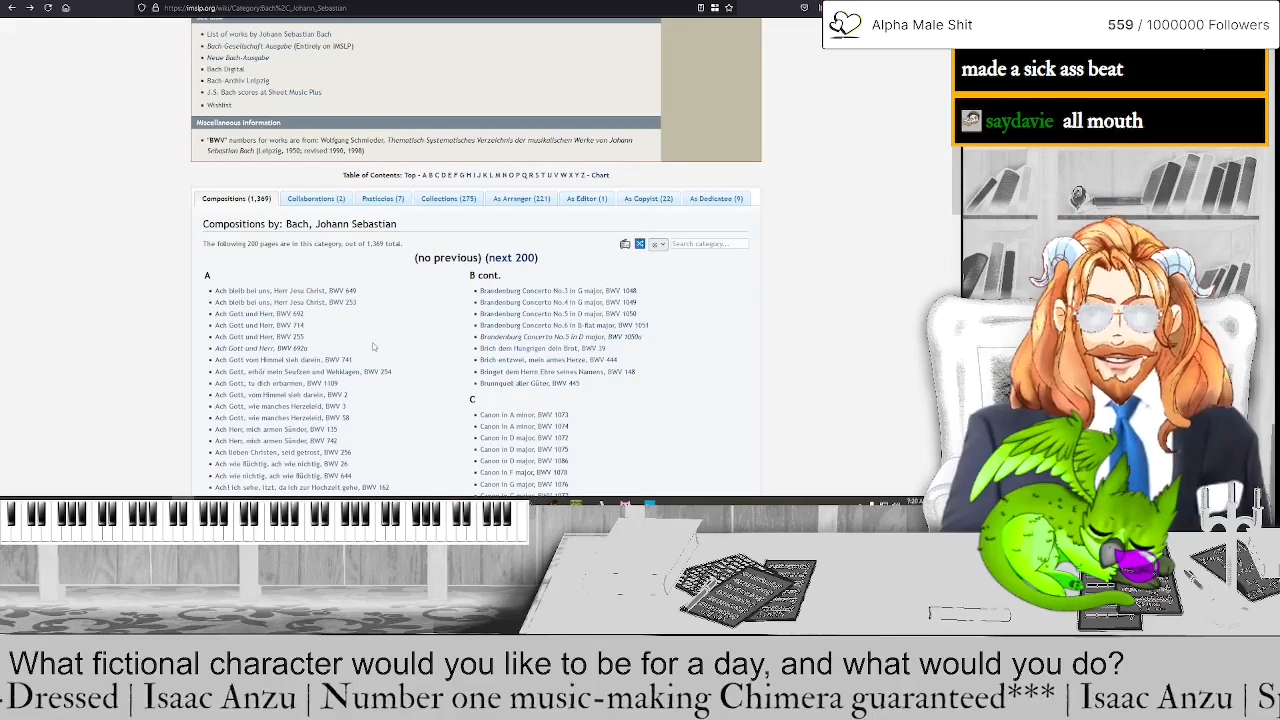 https://imslp.org/wiki/Category:Bach%2C_Johann_Sebastian
Alpha Male Shit 559 / 1000000 Followers
made a sick ass beat
saydavie all mouth
List of works by Johann Sebastian Bach
Bach-Gesellschaft Ausgabe (Entirely on IMSLP)
Neue Bach-Ausgabe
Bach Digital
Bach-Archiv Leipzig
J.S. Bach scores at Sheet Music Plus
Wishlist
Miscellaneous Information
"BWV" numbers for works are from: Wolfgang Schmieder, Thematisch-Systematisches Verzeichnis der musikalischen Werke von Johann
Sebastian Bach (Leipzig, 1950; revised 1990, 1998)
Table of Contents: Top - A B C D E F G H I J K L M N O P Q R S T U V W X Y Z - Chart
Compositions (1,369) Collaborations (2) Pasticcios (7) Collections (275) As Arranger (221) As Editor (1) As Copyist (22) As Dedicatee (9)
Compositions by: Bach, Johann Sebastian
The following 200 pages are in this category, out of 1,369 total.
Search category...
(no previous) (next 200)
A
Ach bleib bei uns, Herr Jesu Christ, BWV 649
Ach bleib bei uns, Herr Jesu Christ, BWV 253
Ach Gott und Herr, BWV 692
Ach Gott und Herr, BWV 714
Ach Gott und Herr, BWV 255
Ach Gott und Herr, BWV 692a
Ach Gott vom Himmel sieh darein, BWV 741
Ach Gott, erhör mein Seufzen und Wehklagen, BWV 254
Ach Gott, tu dich erbarmen, BWV 1109
Ach Gott, vom Himmel sieh darein, BWV 2
Ach Gott, wie manches Herzeleid, BWV 3
Ach Gott, wie manches Herzeleid, BWV 58
Ach Herr, mich armen Sünder, BWV 135
Ach Herr, mich armen Sünder, BWV 742
Ach lieben Christen, seid getrost, BWV 256
Ach wie flüchtig, ach wie nichtig, BWV 26
Ach wie nichtig, ach wie flüchtig, BWV 644
Ach! ich sehe, itzt, da ich zur Hochzeit gehe, BWV 162
B cont.
Brandenburg Concerto No.3 in G major, BWV 1048
Brandenburg Concerto No.4 in G major, BWV 1049
Brandenburg Concerto No.5 in D major, BWV 1050
Brandenburg Concerto No.6 in B-flat major, BWV 1051
Brandenburg Concerto No.5 in D major, BWV 1050a
Brich dem Hungrigen dein Brot, BWV 39
Brich entzwei, mein armes Herze, BWV 444
Bringet dem Herrn Ehre seines Namens, BWV 148
Brunnquell aller Güter, BWV 445
C
Canon in A minor, BWV 1073
Canon in A minor, BWV 1074
Canon in D major, BWV 1072
Canon in D major, BWV 1075
Canon in D major, BWV 1086
Canon in F major, BWV 1078
Canon in G major, BWV 1076
What fictional character would you like to be for a day, and what would you do?
-Dressed | Isaac Anzu | Number one music-making Chimera guaranteed*** | Isaac Anzu | S